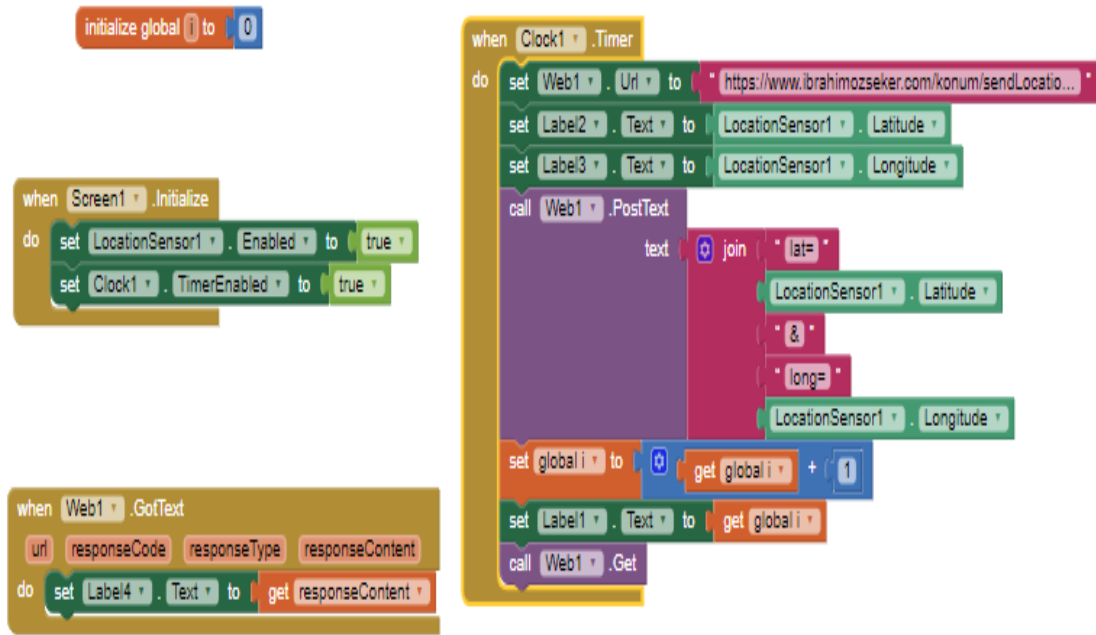 initialize global i to 0
when Screen1 .Initialize
do set LocationSensor1 . Enabled to true
set Clock1 . TimerEnabled to true
when Web1 .GotText
url responseCode responseType responseContent
do set Label4 . Text to get responseContent
when Clock1 .Timer
do set Web1 . Url to " https://www.ibrahimozseker.com/konum/sendLocatio... "
set Label2 . Text to LocationSensor1 . Latitude
set Label3 . Text to LocationSensor1 . Longitude
call Web1 .PostText
text join " lat= "
LocationSensor1 . Latitude
" & "
" long= "
LocationSensor1 . Longitude
set global i to get global i + 1
set Label1 . Text to get global i
call Web1 .Get